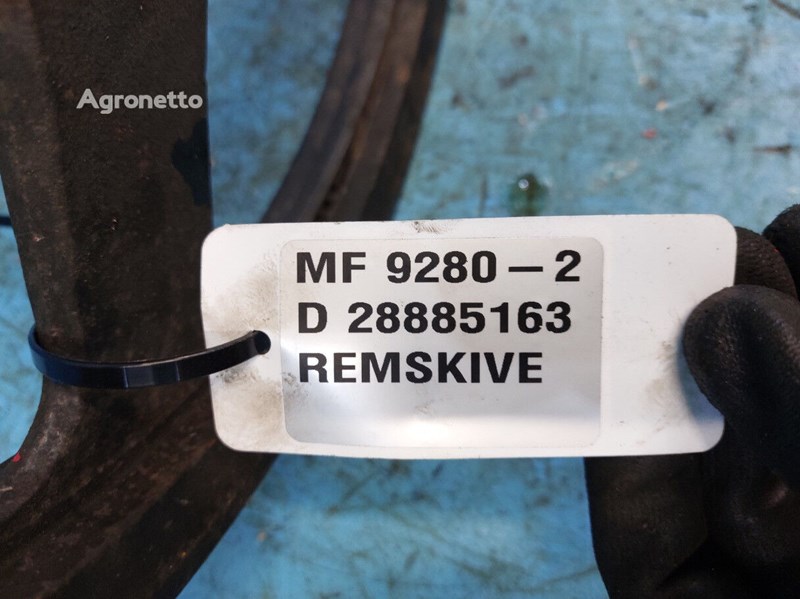 Agronetto
MF 9280-2
D 28885163
REMSKIVE